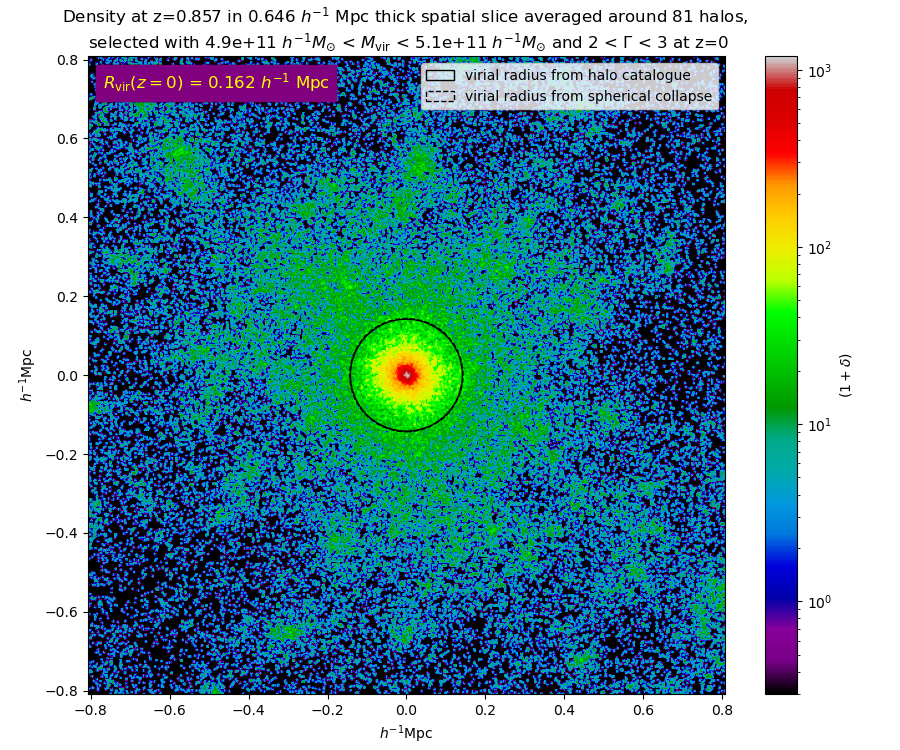 Density at z=0.857 in 0.646 h⁻¹ Mpc thick spatial slice averaged around 81 halos,
selected with 4.9e+11 h⁻¹M⊙ < Mvir < 5.1e+11 h⁻¹M⊙ and 2 < Γ < 3 at z=0
Rvir(z = 0) = 0.162 h⁻¹ Mpc
virial radius from halo catalogue
virial radius from spherical collapse
0.8
0.6
0.4
0.2
0.0
−0.2
−0.4
−0.6
−0.8
h⁻¹Mpc
−0.8 −0.6 −0.4 −0.2 0.0 0.2 0.4 0.6 0.8
h⁻¹Mpc
10³
10²
10¹
10⁰
(1 + δ)